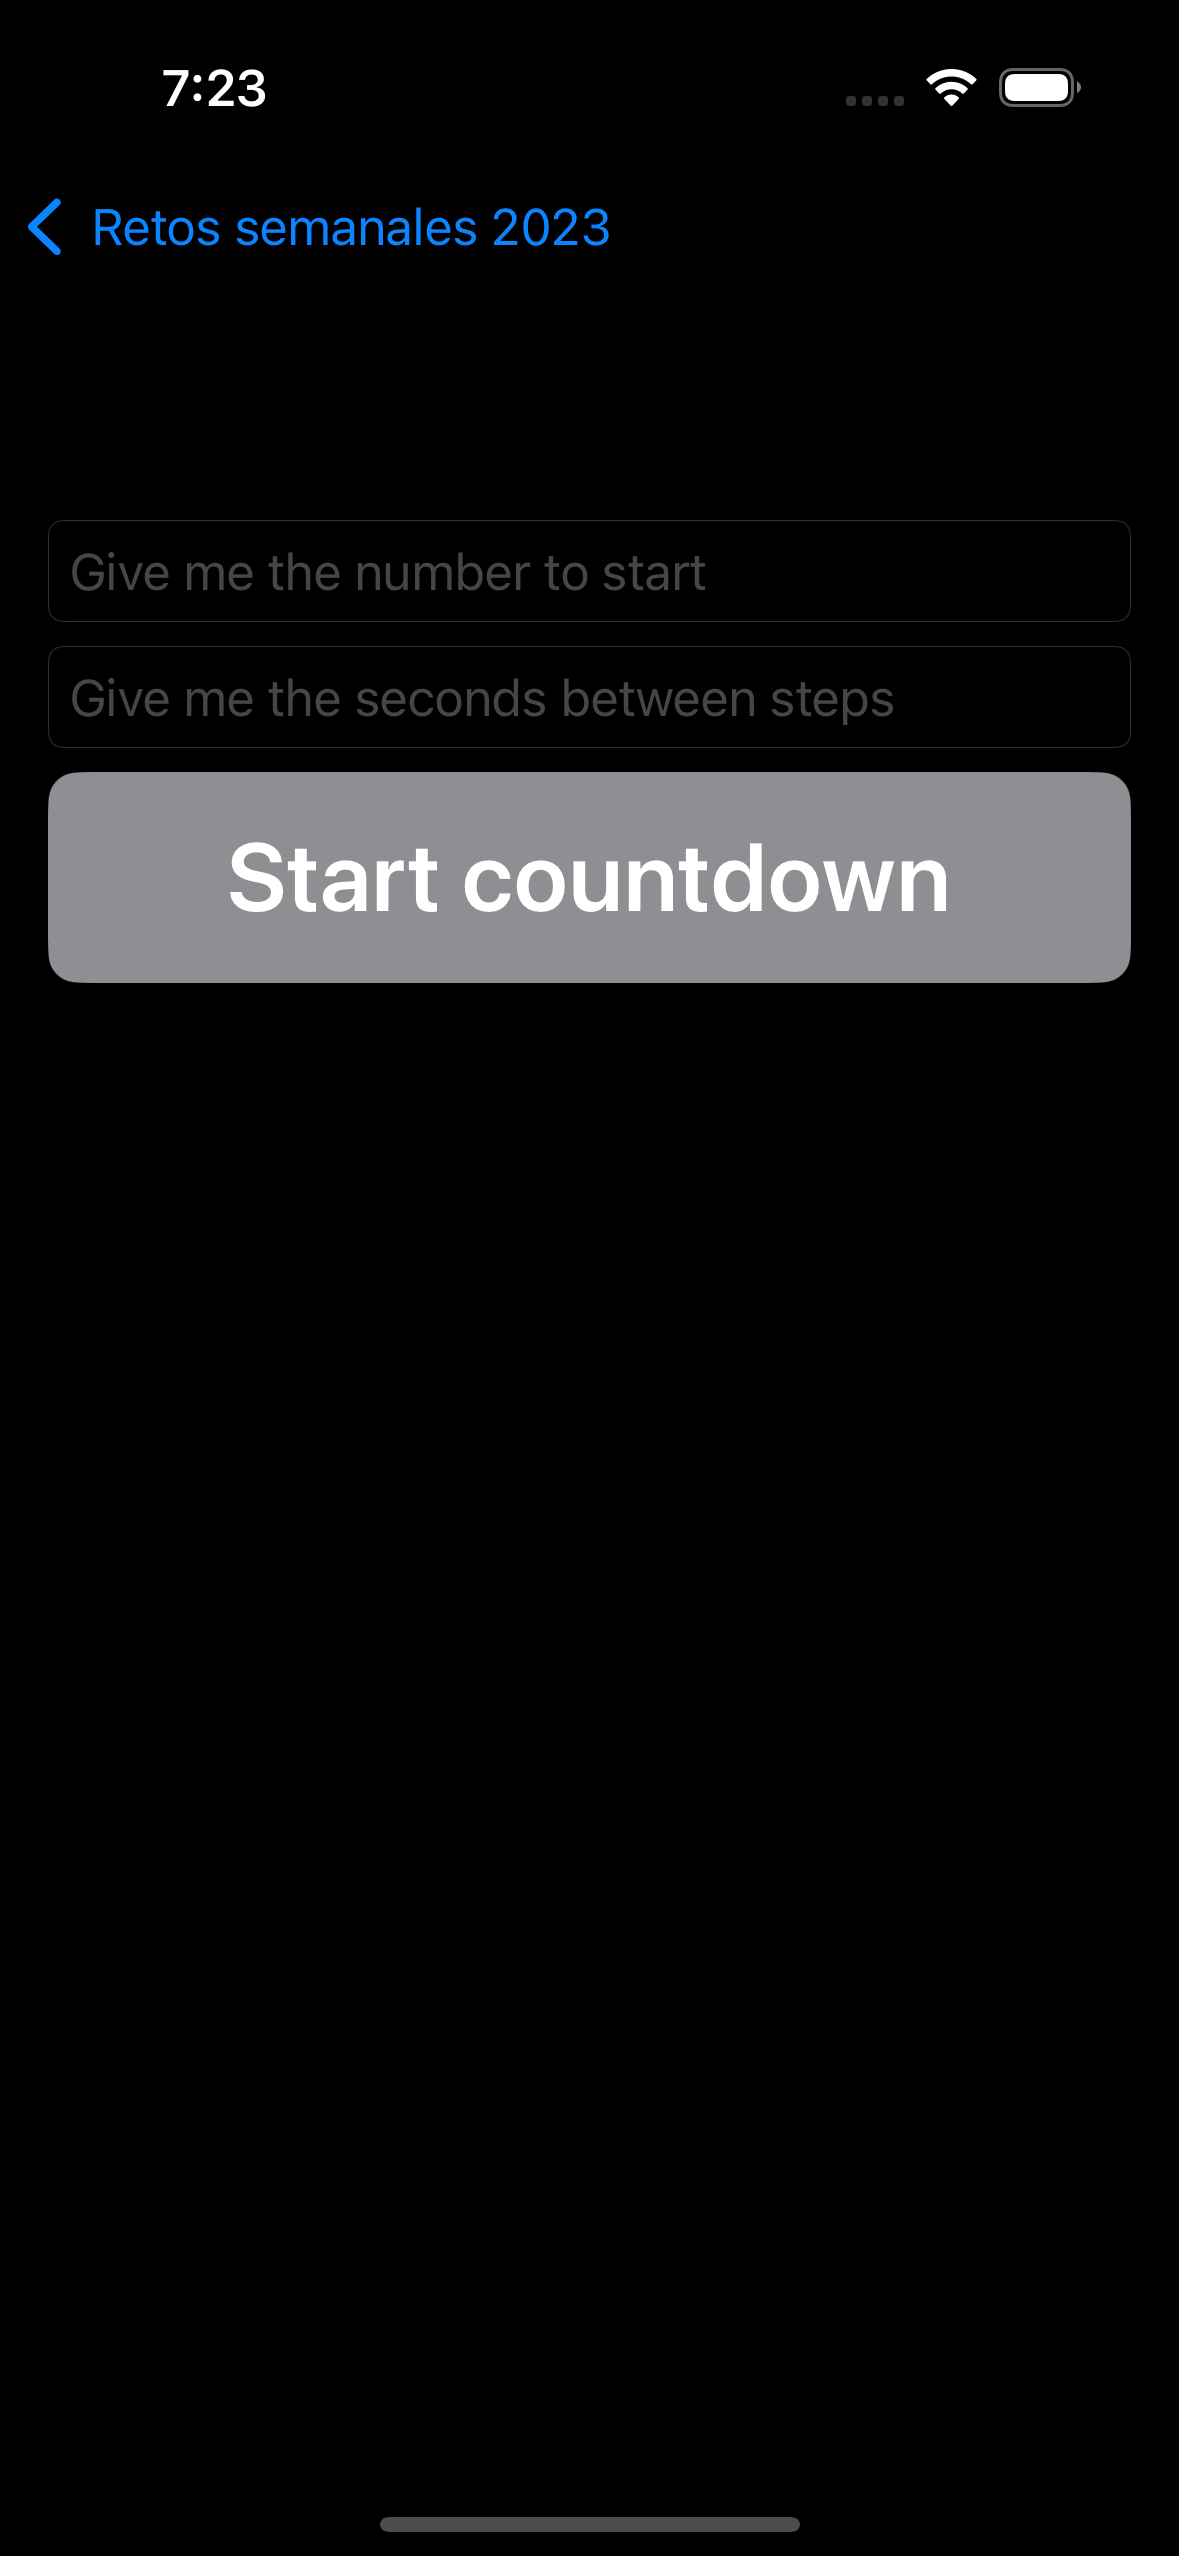 7:23
Retos semanales 2023
Give me the number to start
Give me the seconds between steps
Start countdown